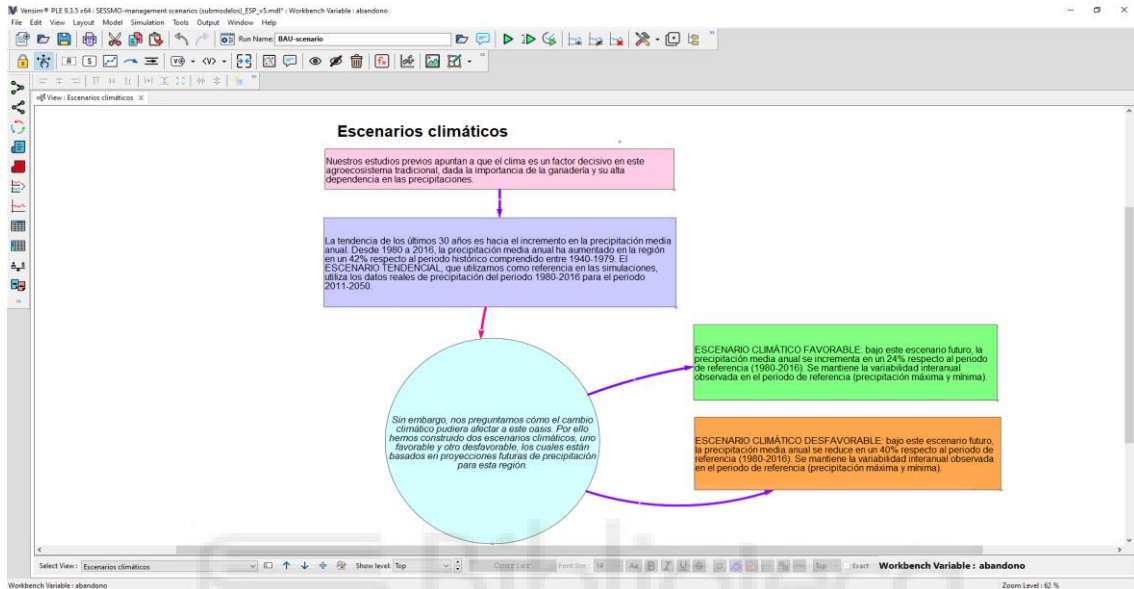 Vensim® PLE 9.3.5 x64 : SESSMO-management scenarios (submodelos)_ESP_v5.mdl* : Workbench Variable : abandono
File Edit View Layout Model Simulation Tools Output Window Help
Run Name: BAU-scenario
View : Escenarios climáticos X
Escenarios climáticos
Nuestros estudios previos apuntan a que el clima es un factor decisivo en este
agroecosistema tradicional, dada la importancia de la ganadería y su alta
dependencia en las precipitaciones.
La tendencia de los últimos 30 años es hacia el incremento en la precipitación media
anual. Desde 1980 a 2016, la precipitación media anual ha aumentado en la región
en un 42% respecto al periodo histórico comprendido entre 1940-1979. El
ESCENARIO TENDENCIAL, que utilizamos como referencia en las simulaciones,
utiliza los datos reales de precipitación del periodo 1980-2016 para el periodo
2011-2050.
Sin embargo, nos preguntamos cómo el cambio
climático pudiera afectar a este oasis. Por ello
hemos construido dos escenarios climáticos, uno
favorable y otro desfavorable, los cuales están
basados en proyecciones futuras de precipitación
para esta región.
ESCENARIO CLIMÁTICO FAVORABLE: bajo este escenario futuro, la
precipitación media anual se incrementa en un 24% respecto al periodo
de referencia (1980-2016). Se mantiene la variabilidad interanual
observada en el periodo de referencia (precipitación máxima y mínima).
ESCENARIO CLIMÁTICO DESFAVORABLE: bajo este escenario futuro,
la precipitación media anual se reduce en un 40% respecto al periodo de
referencia (1980-2016). Se mantiene la variabilidad interanual observada
en el periodo de referencia (precipitación máxima y mínima).
Select View: Escenarios climáticos Show level: Top Courier Font Size 14 Aa B I U S Top Exact Workbench Variable : abandono
Workbench Variable : abandono Zoom Level : 62 %